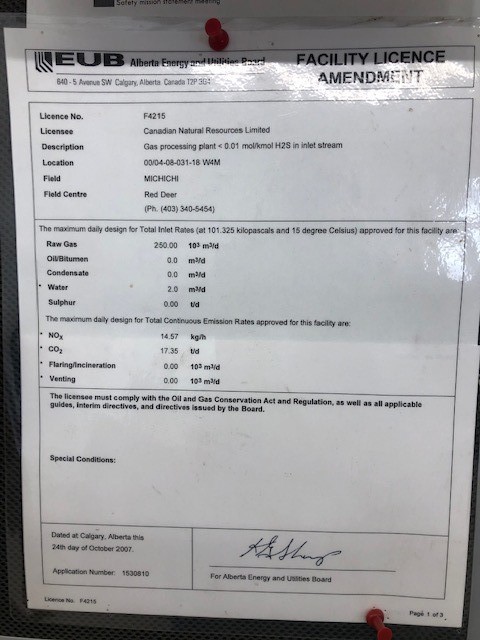 Safety mission statement meeting
EUB Alberta Energy and Utilities Board
640 - 5 Avenue SW Calgary, Alberta Canada T2P 3G4
FACILITY LICENCE
AMENDMENT
Licence No. F4215
Licensee Canadian Natural Resources Limited
Description Gas processing plant < 0.01 mol/kmol H2S in inlet stream
Location 00/04-08-031-18 W4M
Field MICHICHI
Field Centre Red Deer
(Ph. (403) 340-5454)
The maximum daily design for Total Inlet Rates (at 101.325 kilopascals and 15 degree Celsius) approved for this facility are
Raw Gas 250.00 10³ m³/d
Oil/Bitumen 0.0 m³/d
Condensate 0.0 m³/d
* Water 2.0 m³/d
Sulphur 0.00 t/d
The maximum daily design for Total Continuous Emission Rates approved for this facility are:
* NOx 14.57 kg/h
* CO₂ 17.35 t/d
* Flaring/Incineration 0.00 10³ m³/d
* Venting 0.00 10³ m³/d
The licensee must comply with the Oil and Gas Conservation Act and Regulation, as well as all applicable
guides, interim directives, and directives issued by the Board.
Special Conditions:
Dated at Calgary, Alberta this
24th day of October 2007.
Application Number: 1530810
For Alberta Energy and Utilities Board
Licence No. F4215
Page 1 of 3